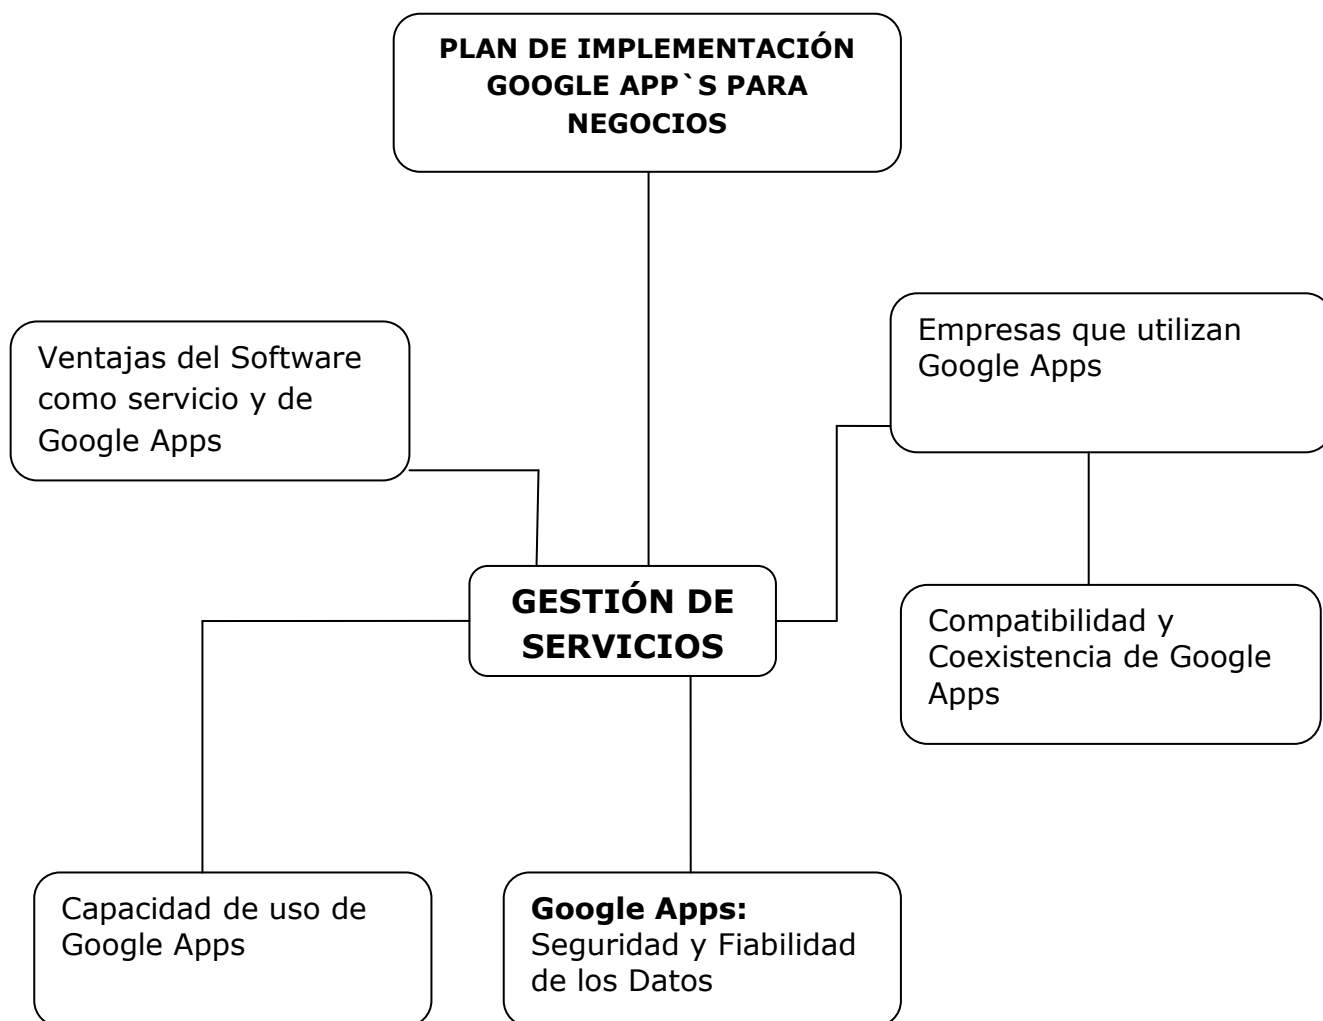 PLAN DE IMPLEMENTACIÓN
GOOGLE APP`S PARA
NEGOCIOS
Empresas que utilizan
Google Apps
Ventajas del Software
como servicio y de
Google Apps
GESTIÓN DE
SERVICIOS
Compatibilidad y
Coexistencia de Google
Apps
Capacidad de uso de
Google Apps
Google Apps:
Seguridad y Fiabilidad
de los Datos